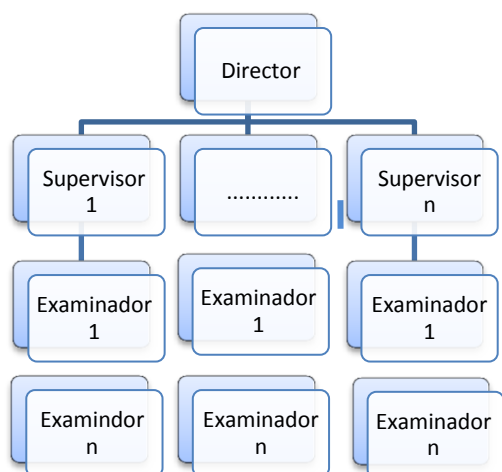 Director
Supervisor
1
............
Supervisor
n
Examinador
1
Examinador
1
Examinador
1
Examindor
n
Examinador
n
Examinador
n